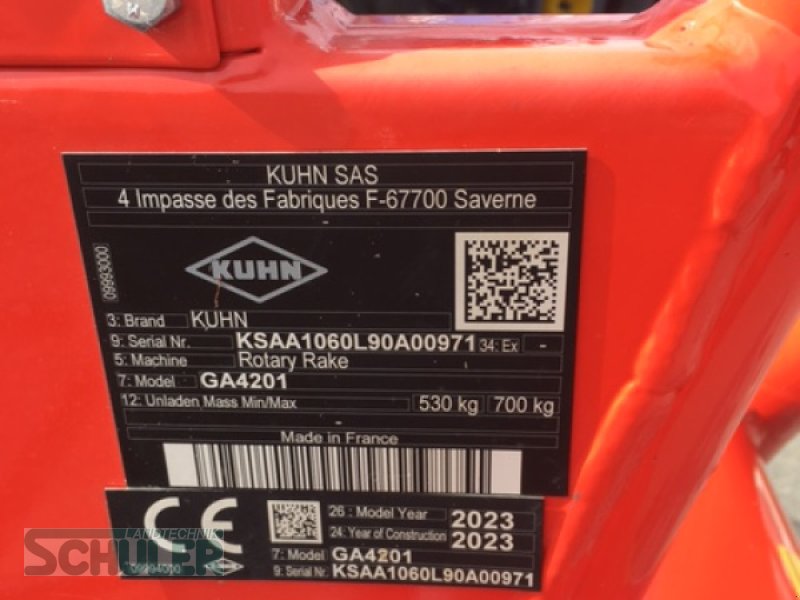 KUHN SAS
4 Impasse des Fabriques F-67700 Saverne
09993000
KUHN
3: Brand KUHN
9: Serial Nr. KSAA1060L90A00971 34: Ex -
5: Machine Rotary Rake
7: Model GA4201
12: Unladen Mass Min/Max 530 kg 700 kg
Made in France
CE
26: Model Year 2023
24: Year of Construction 2023
7: Model GA4201
9: Serial Nr. KSAA1060L90A00971
09994000
LANDTECHNIK
SCHULER